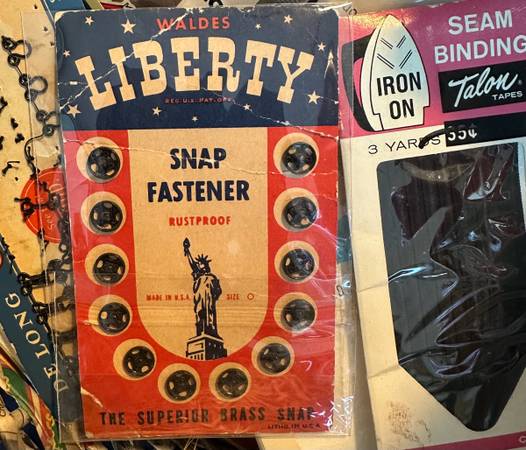 WALDES
LIBERTY
REG. U.S. PAT. OFF.
SNAP
FASTENER
RUSTPROOF
MADE IN U.S.A. SIZE O
THE SUPERIOR BRASS SNAP
LITHO. IN U.S.A.
SEAM
BINDING
IRON
ON
Talon
TAPES
3 YARDS 35¢
DE LONG